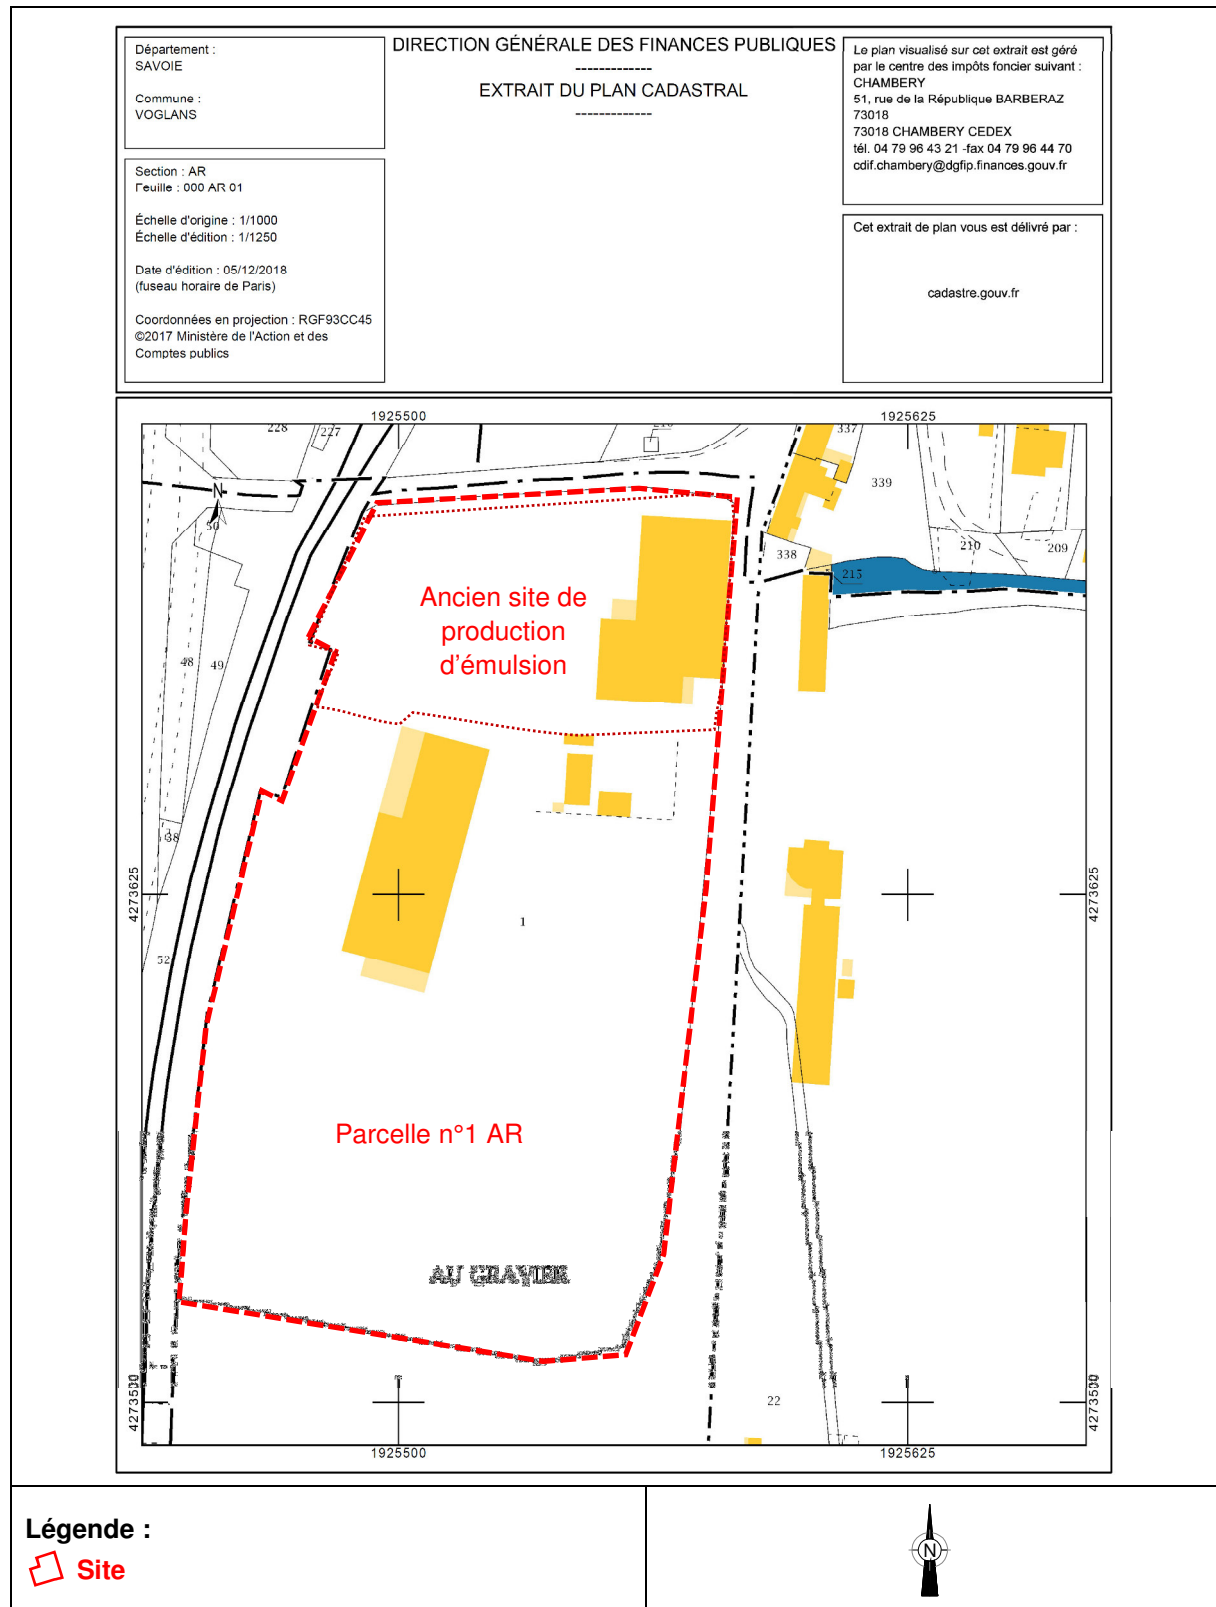 Département :
SAVOIE
Commune :
VOGLANS
Section : AR
Feuille : 000 AR 01
Échelle d'origine : 1/1000
Échelle d'édition : 1/1250
Date d'édition : 05/12/2018
(fuseau horaire de Paris)
Coordonnées en projection : RGF93CC45
©2017 Ministère de l'Action et des
Comptes publics
DIRECTION GÉNÉRALE DES FINANCES PUBLIQUES
-------------
EXTRAIT DU PLAN CADASTRAL
-------------
Le plan visualisé sur cet extrait est géré
par le centre des impôts foncier suivant :
CHAMBERY
51, rue de la République BARBERAZ
73018
73018 CHAMBERY CEDEX
tél. 04 79 96 43 21 -fax 04 79 96 44 70
cdif.chambery@dgfip.finances.gouv.fr
Cet extrait de plan vous est délivré par :
cadastre.gouv.fr
1925500
1925625
228
227
337
339
N
50
338
210
209
213
Ancien site de
production
d'émulsion
48
49
38
4273625
4273625
52
1
Parcelle n°1 AR
AU GRAVIER
4273500
4273500
22
1925500
1925625
Légende :
Site
N